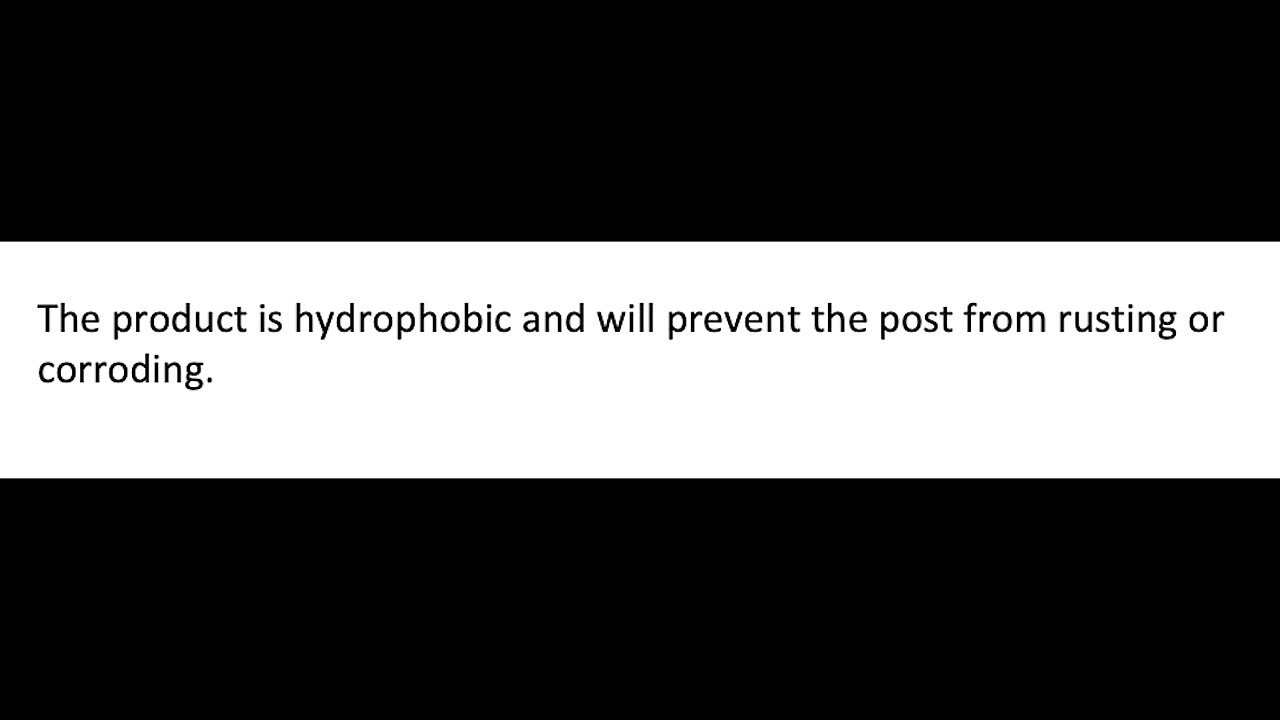 The product is hydrophobic and will prevent the post from rusting or
corroding.